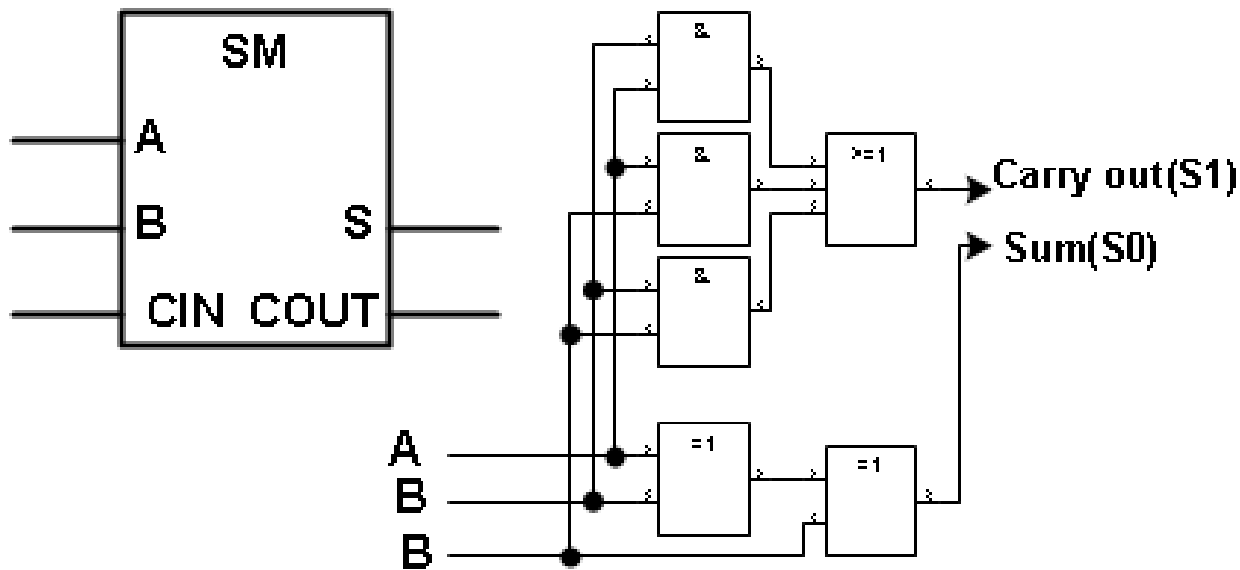 SM
A
B S
CIN COUT
&
&
&
>=1
Carry out(S1)
Sum(S0)
A
B
B
=1
=1